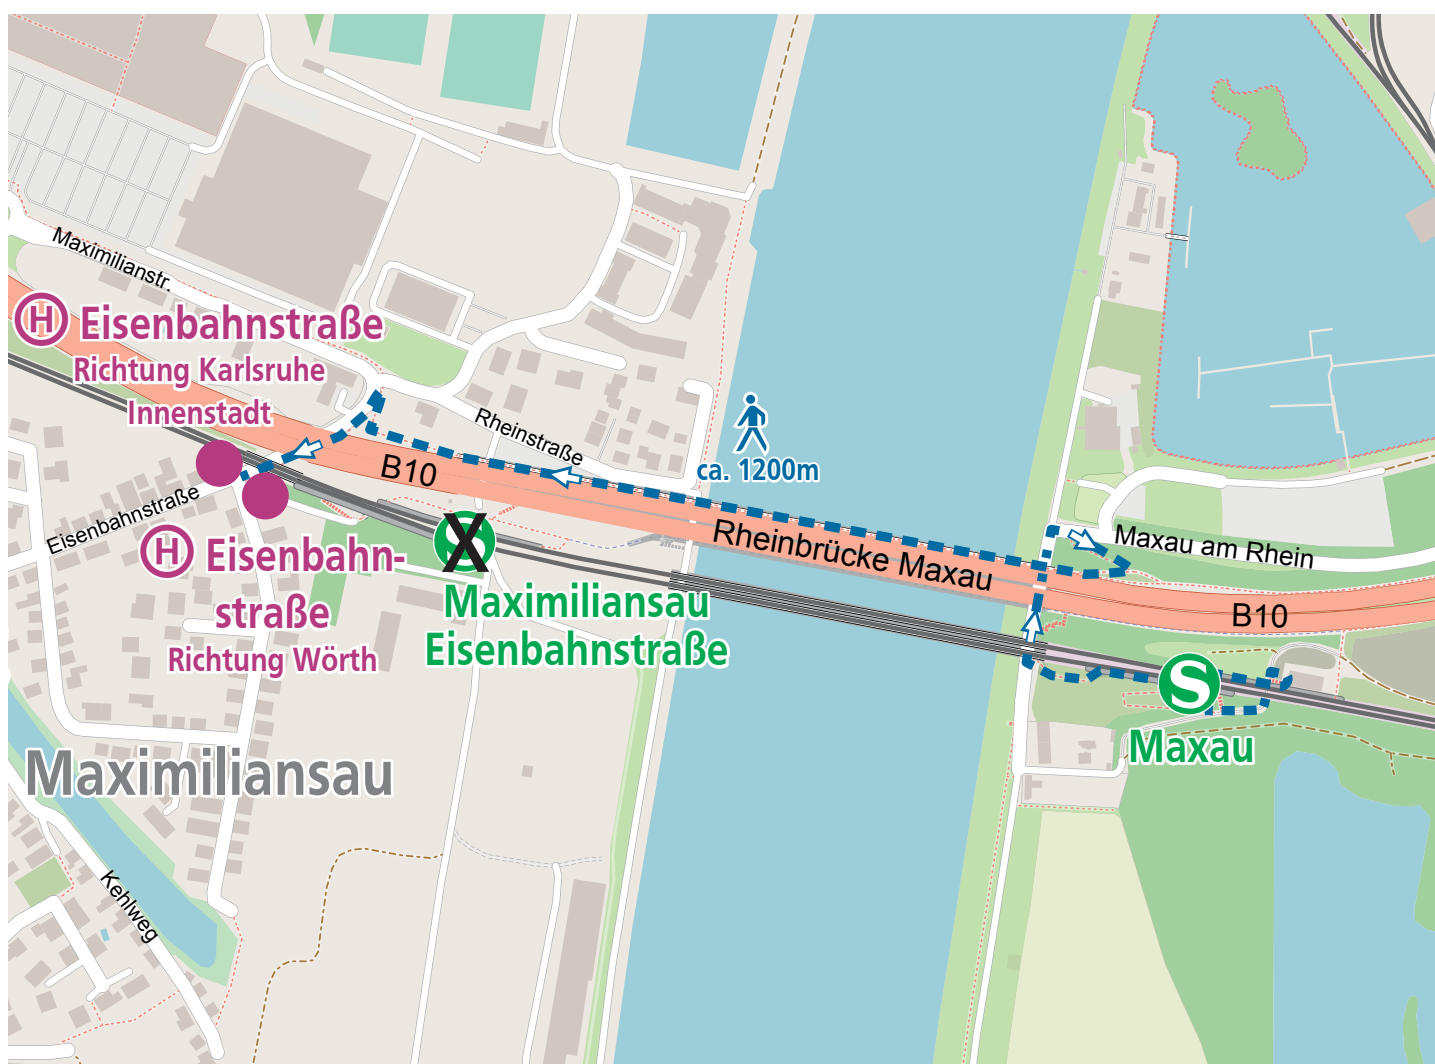 Maximilianstr.
H Eisenbahnstraße
Richtung Karlsruhe
Innenstadt
Rheinstraße
ca. 1200m
B10
Eisenbahnstraße
X
S
Rheinbrücke Maxau
Maxau am Rhein
B10
H Eisenbahn-
straße
Richtung Wörth
Maximiliansau
Eisenbahnstraße
S
Maxau
Maximiliansau
Kehlweg